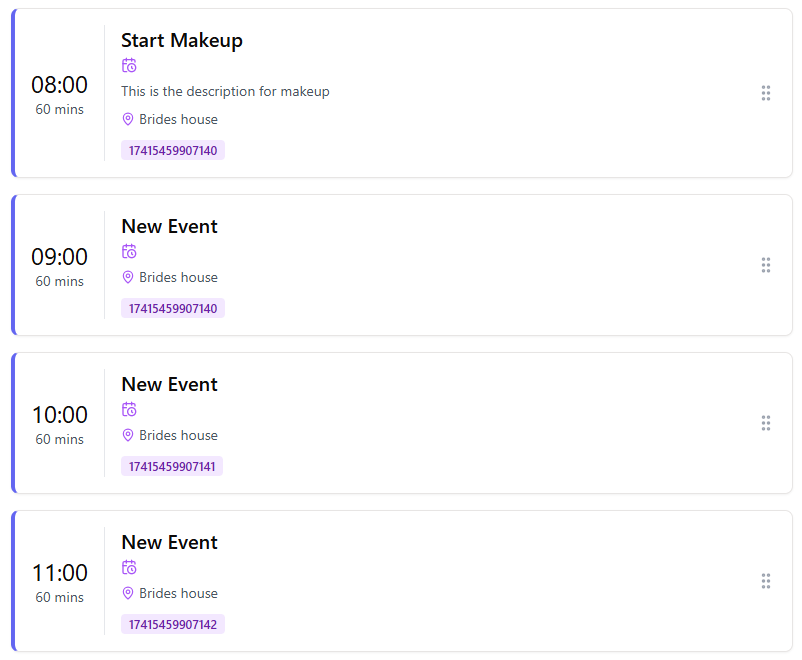 Start Makeup
08:00
60 mins
This is the description for makeup
Brides house
17415459907140
New Event
09:00
60 mins
Brides house
17415459907140
New Event
10:00
60 mins
Brides house
17415459907141
New Event
11:00
60 mins
Brides house
17415459907142